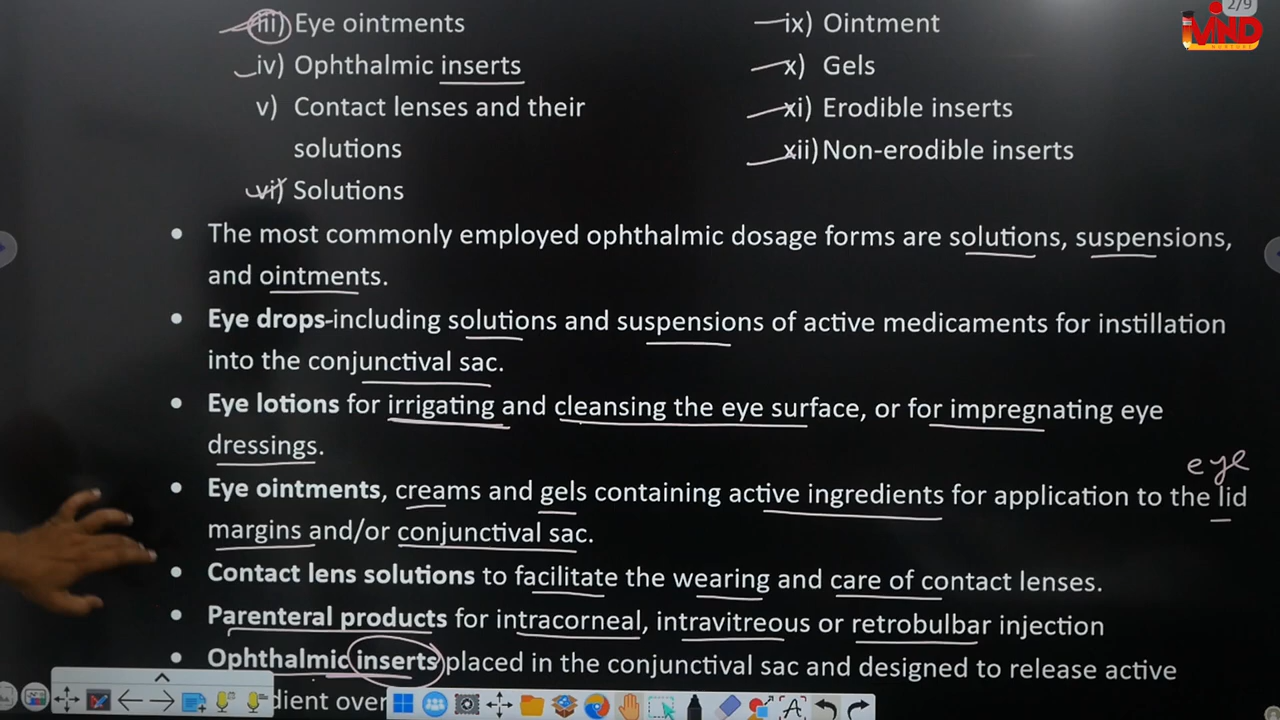 2/9
MIND
NURTURE
iii) Eye ointments
iv) Ophthalmic inserts
v) Contact lenses and their
solutions
vi) Solutions
ix) Ointment
x) Gels
xi) Erodible inserts
xii) Non-erodible inserts
• The most commonly employed ophthalmic dosage forms are solutions, suspensions,
and ointments.
• Eye drops-including solutions and suspensions of active medicaments for instillation
into the conjunctival sac.
• Eye lotions for irrigating and cleansing the eye surface, or for impregnating eye
dressings.
eye
• Eye ointments, creams and gels containing active ingredients for application to the lid
margins and/or conjunctival sac.
• Contact lens solutions to facilitate the wearing and care of contact lenses.
• Parenteral products for intracorneal, intravitreous or retrobulbar injection
• Ophthalmic inserts placed in the conjunctival sac and designed to release active
dient over